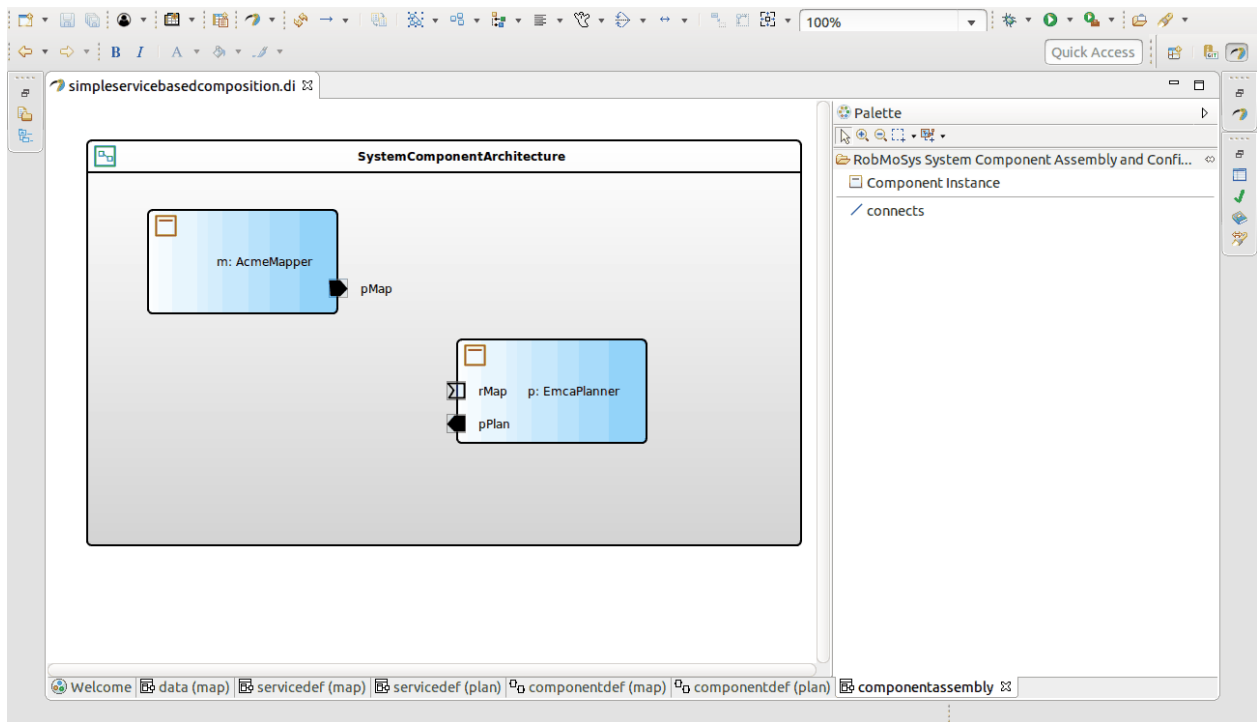 100%
B I A
Quick Access
GIT
simpleservicebasedcomposition.di
Palette
SystemComponentArchitecture
RobMoSys System Component Assembly and Confi...
Component Instance
connects
m: AcmeMapper
pMap
rMap p: EmcaPlanner
pPlan
Welcome data (map) servicedef (map) servicedef (plan) componentdef (map) componentdef (plan) componentassembly